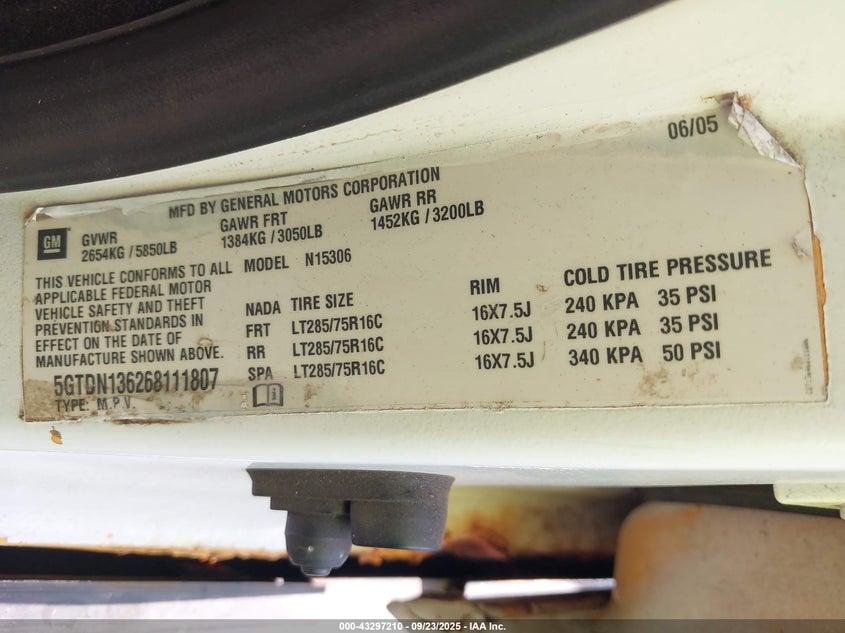 06/05
MFD BY GENERAL MOTORS CORPORATION
GM
GVWR GAWR FRT GAWR RR
2654KG / 5850LB 1384KG / 3050LB 1452KG / 3200LB
THIS VEHICLE CONFORMS TO ALL
APPLICABLE FEDERAL MOTOR
VEHICLE SAFETY AND THEFT
PREVENTION STANDARDS IN
EFFECT ON THE DATE OF
MANUFACTURE SHOWN ABOVE.
5GTDN136268111807
TYPE: M.P.V
MODEL N15306
NADA TIRE SIZE RIM COLD TIRE PRESSURE
FRT LT285/75R16C 16X7.5J 240 KPA 35 PSI
RR LT285/75R16C 16X7.5J 240 KPA 35 PSI
SPA LT285/75R16C 16X7.5J 340 KPA 50 PSI
000-43297210 - 09/23/2025 - IAA Inc.